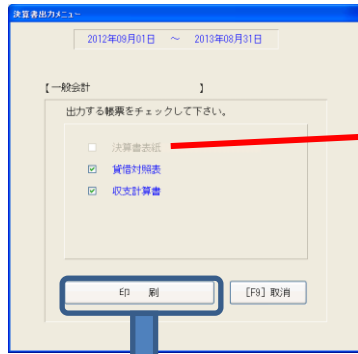 決算書出力メニュー
2012年09月01日 ～ 2013年08月31日
【一般会計 】
出力する帳票をチェックして下さい。
決算書表紙
貸借対照表
収支計算書
印 刷
[F9] 取消